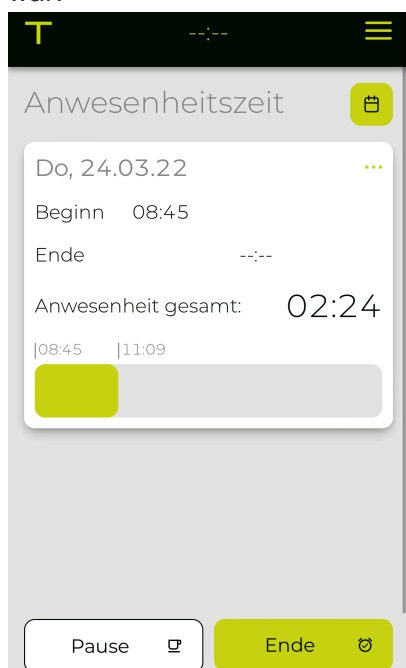 T --:--
Anwesenheitszeit
Do, 24.03.22 ...
Beginn 08:45
Ende --:--
Anwesenheit gesamt: 02:24
|08:45 |11:09
Pause Ende